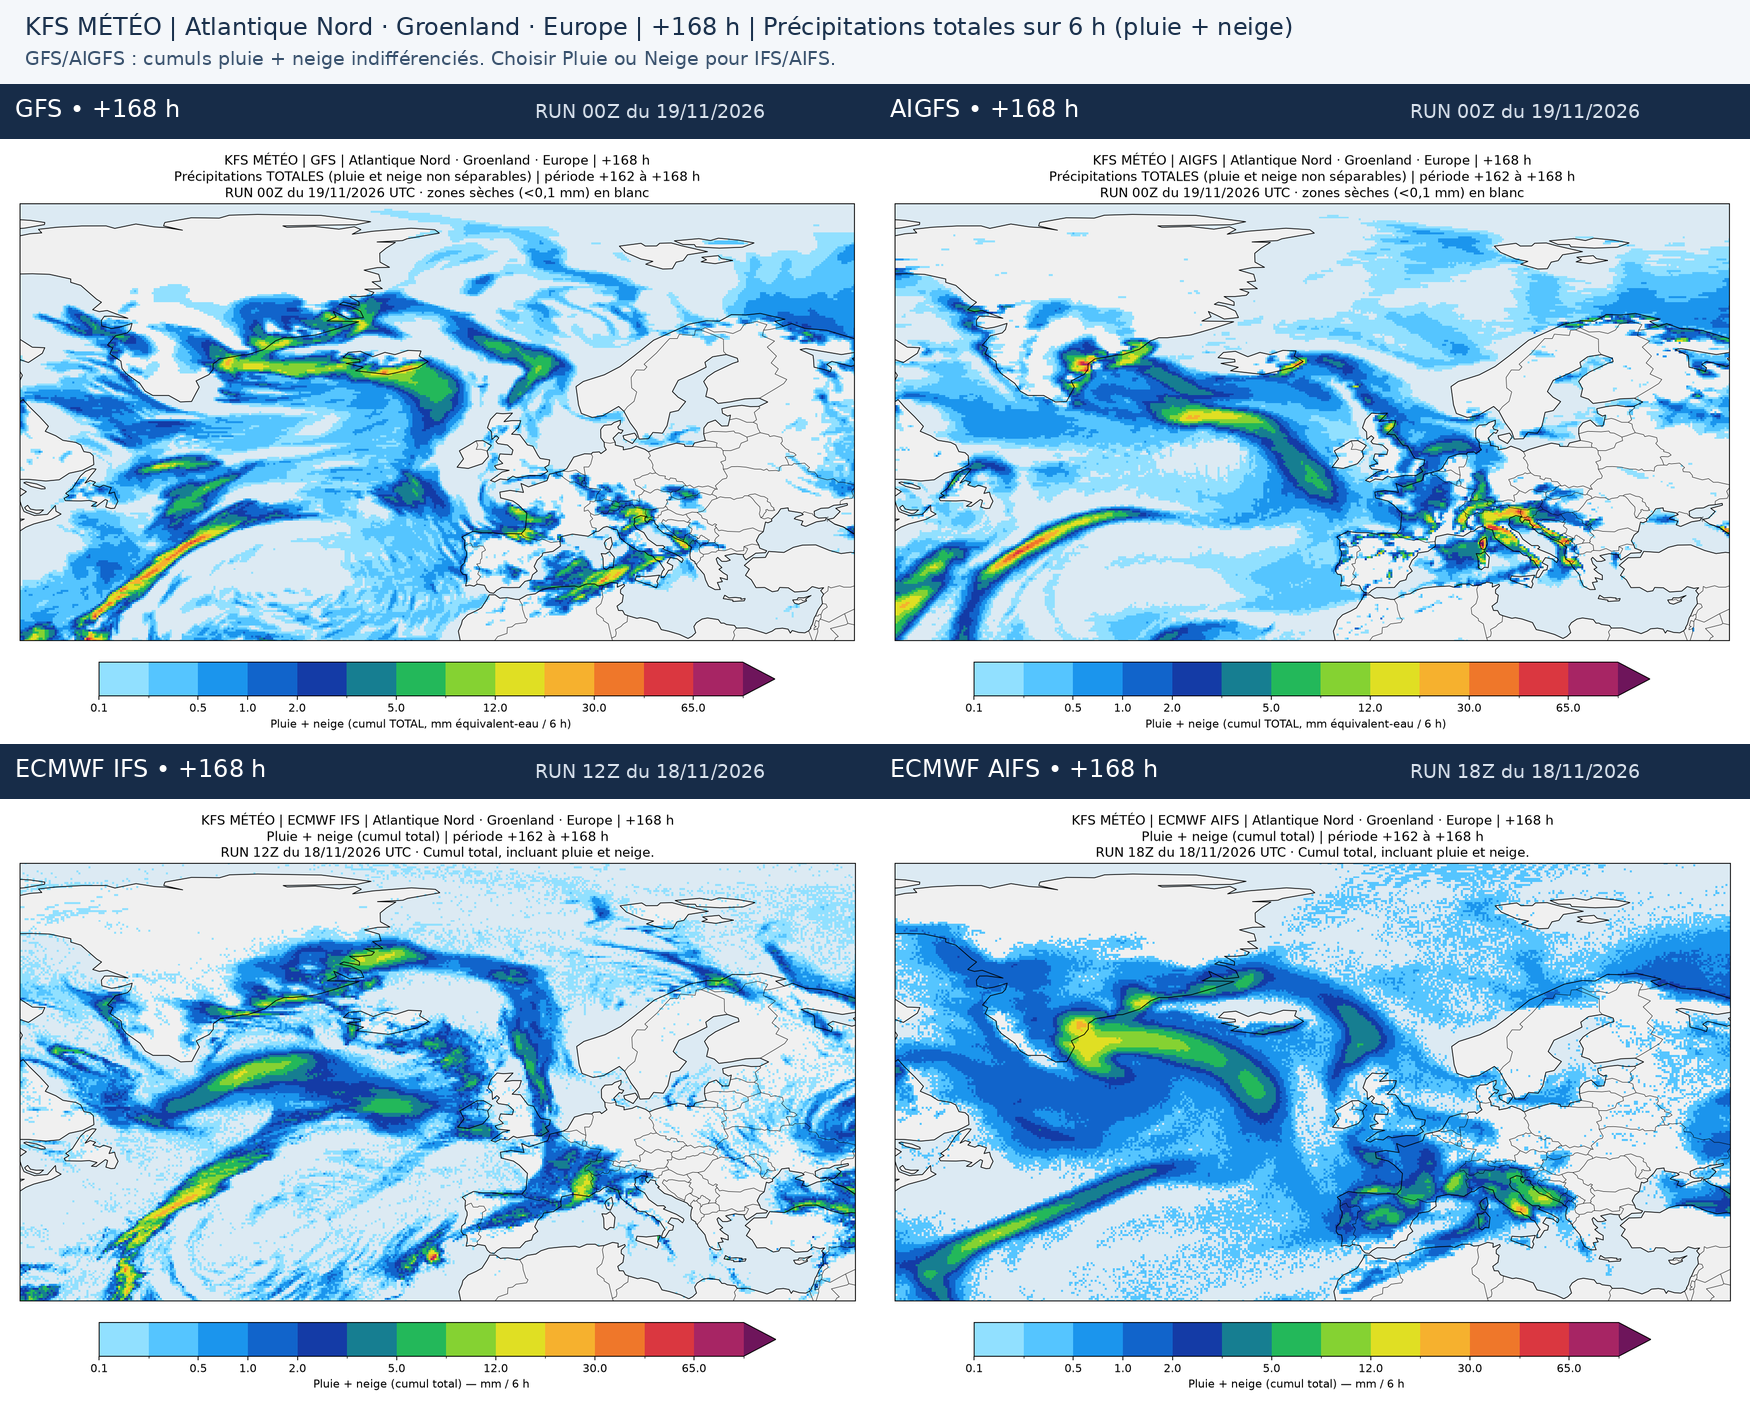 KFS MÉTÉO | Atlantique Nord · Groenland · Europe | +168 h | Précipitations totales sur 6 h (pluie + neige)
GFS/AIGFS : cumuls pluie + neige indifférenciés. Choisir Pluie ou Neige pour IFS/AIFS.
GFS • +168 h
RUN 00Z du 19/11/2026
KFS MÉTÉO | GFS | Atlantique Nord · Groenland · Europe | +168 h
Précipitations TOTALES (pluie et neige non séparables) | période +162 à +168 h
RUN 00Z du 19/11/2026 UTC · zones sèches (<0,1 mm) en blanc
0.1 0.5 1.0 2.0 5.0 12.0 30.0 65.0
Pluie + neige (cumul TOTAL, mm équivalent-eau / 6 h)
AIGFS • +168 h
RUN 00Z du 19/11/2026
KFS MÉTÉO | AIGFS | Atlantique Nord · Groenland · Europe | +168 h
Précipitations TOTALES (pluie et neige non séparables) | période +162 à +168 h
RUN 00Z du 19/11/2026 UTC · zones sèches (<0,1 mm) en blanc
0.1 0.5 1.0 2.0 5.0 12.0 30.0 65.0
Pluie + neige (cumul TOTAL, mm équivalent-eau / 6 h)
ECMWF IFS • +168 h
RUN 12Z du 18/11/2026
KFS MÉTÉO | ECMWF IFS | Atlantique Nord · Groenland · Europe | +168 h
Pluie + neige (cumul total) | période +162 à +168 h
RUN 12Z du 18/11/2026 UTC · Cumul total, incluant pluie et neige.
0.1 0.5 1.0 2.0 5.0 12.0 30.0 65.0
Pluie + neige (cumul total) — mm / 6 h
ECMWF AIFS • +168 h
RUN 18Z du 18/11/2026
KFS MÉTÉO | ECMWF AIFS | Atlantique Nord · Groenland · Europe | +168 h
Pluie + neige (cumul total) | période +162 à +168 h
RUN 18Z du 18/11/2026 UTC · Cumul total, incluant pluie et neige.
0.1 0.5 1.0 2.0 5.0 12.0 30.0 65.0
Pluie + neige (cumul total) — mm / 6 h